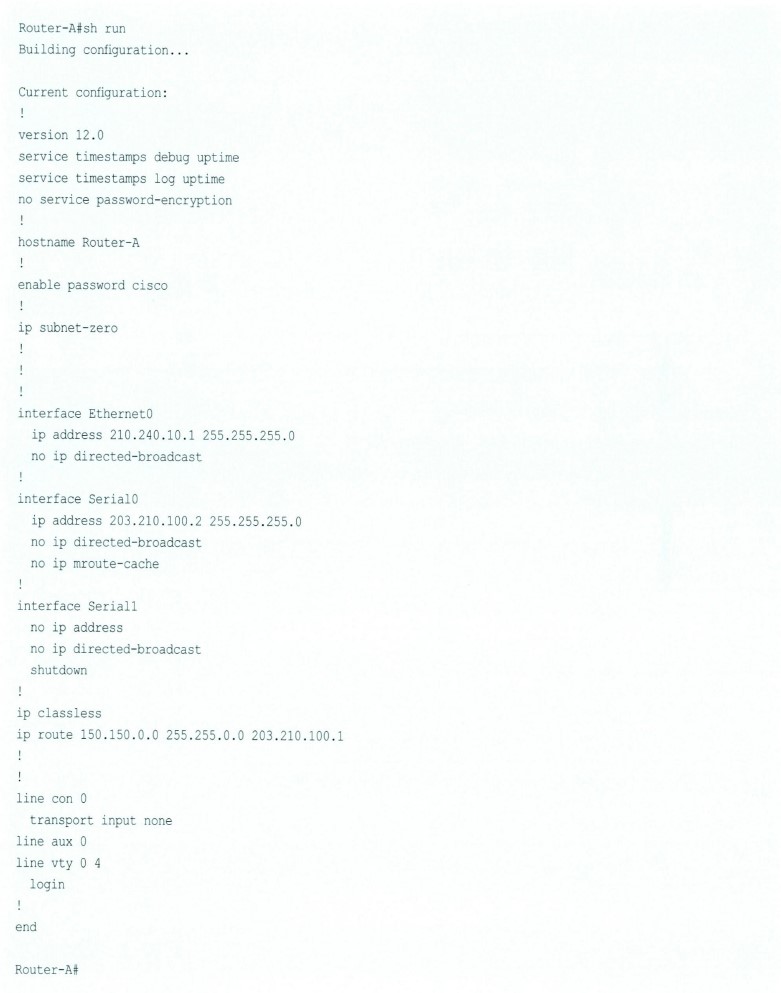 Router-A#sh run
Building configuration...

Current configuration:
!
version 12.0
service timestamps debug uptime
service timestamps log uptime
no service password-encryption
!
hostname Router-A
!
enable password cisco
!
ip subnet-zero
!
!
!
interface Ethernet0
  ip address 210.240.10.1 255.255.255.0
  no ip directed-broadcast
!
interface Serial0
  ip address 203.210.100.2 255.255.255.0
  no ip directed-broadcast
  no ip mroute-cache
!
interface Serial1
  no ip address
  no ip directed-broadcast
  shutdown
!
ip classless
ip route 150.150.0.0 255.255.0.0 203.210.100.1
!
!
line con 0
  transport input none
line aux 0
line vty 0 4
  login
!
end

Router-A#